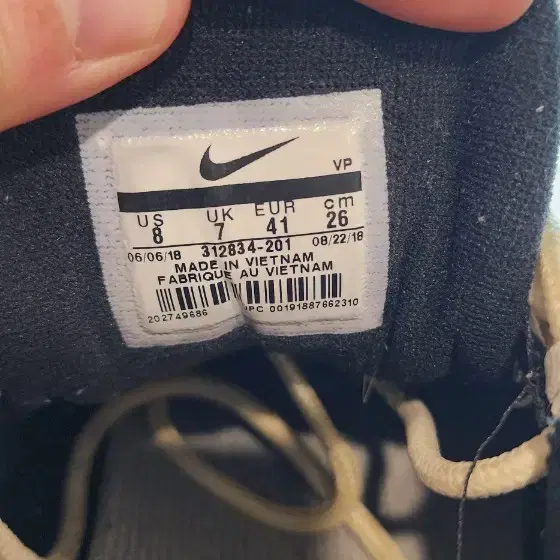 VP
US UK EUR cm
8 7 41 26
06/06/18 312834-201 08/22/18
MADE IN VIETNAM
FABRIQUE AU VIETNAM
202749686 UPC 00191887662310